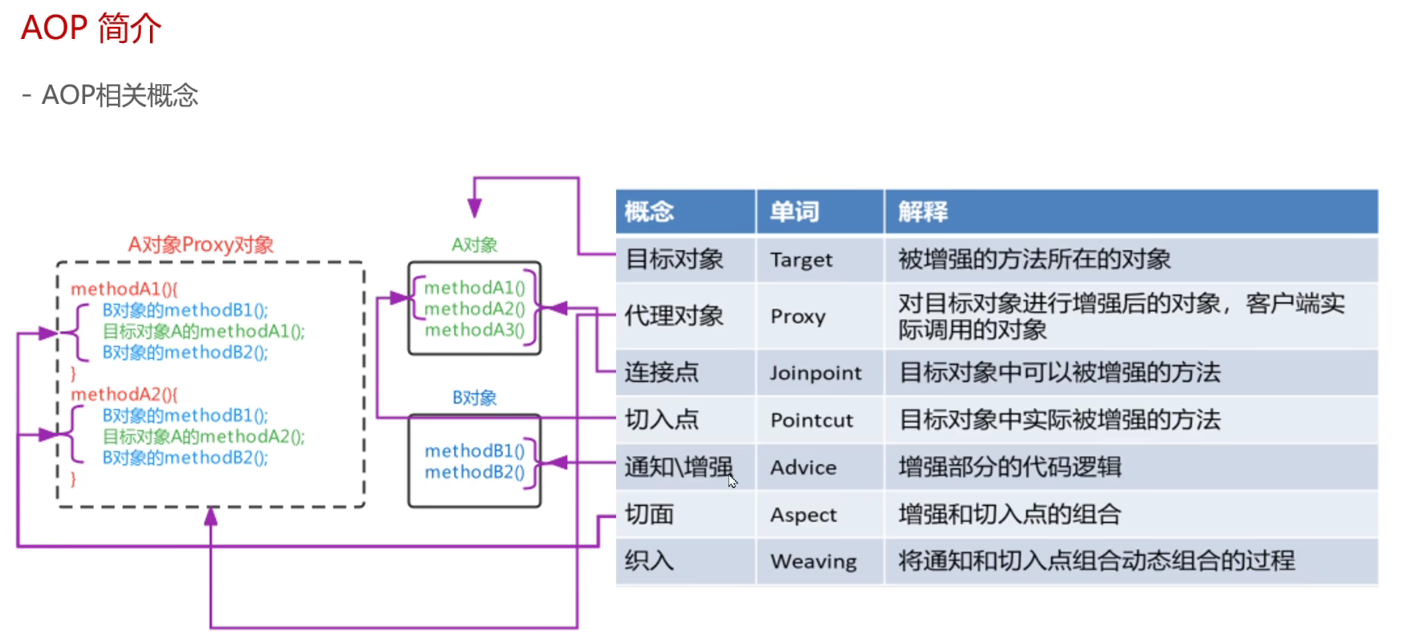 AOP 简介
- AOP相关概念
A对象Proxy对象
methodA1(){
B对象的methodB1();
目标对象A的methodA1();
B对象的methodB2();
}
methodA2(){
B对象的methodB1();
目标对象A的methodA2();
B对象的methodB2();
}
A对象
methodA1()
methodA2()
methodA3()
B对象
methodB1()
methodB2()
概念 单词 解释
目标对象 Target 被增强的方法所在的对象
代理对象 Proxy 对目标对象进行增强后的对象，客户端实
际调用的对象
连接点 Joinpoint 目标对象中可以被增强的方法
切入点 Pointcut 目标对象中实际被增强的方法
通知\增强 Advice 增强部分的代码逻辑
切面 Aspect 增强和切入点的组合
织入 Weaving 将通知和切入点组合动态组合的过程